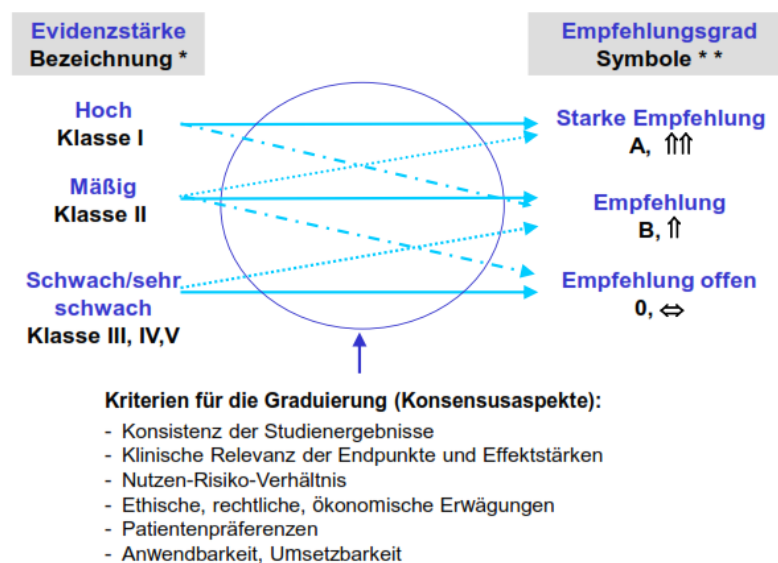 Evidenzstärke
Bezeichnung *
Empfehlungsgrad
Symbole * *
Hoch
Klasse I
Starke Empfehlung
A, ⇑⇑
Mäßig
Klasse II
Empfehlung
B, ⇑
Schwach/sehr
schwach
Klasse III, IV,V
Empfehlung offen
0, ⇔
Kriterien für die Graduierung (Konsensusaspekte):
- Konsistenz der Studienergebnisse
- Klinische Relevanz der Endpunkte und Effektstärken
- Nutzen-Risiko-Verhältnis
- Ethische, rechtliche, ökonomische Erwägungen
- Patientenpräferenzen
- Anwendbarkeit, Umsetzbarkeit